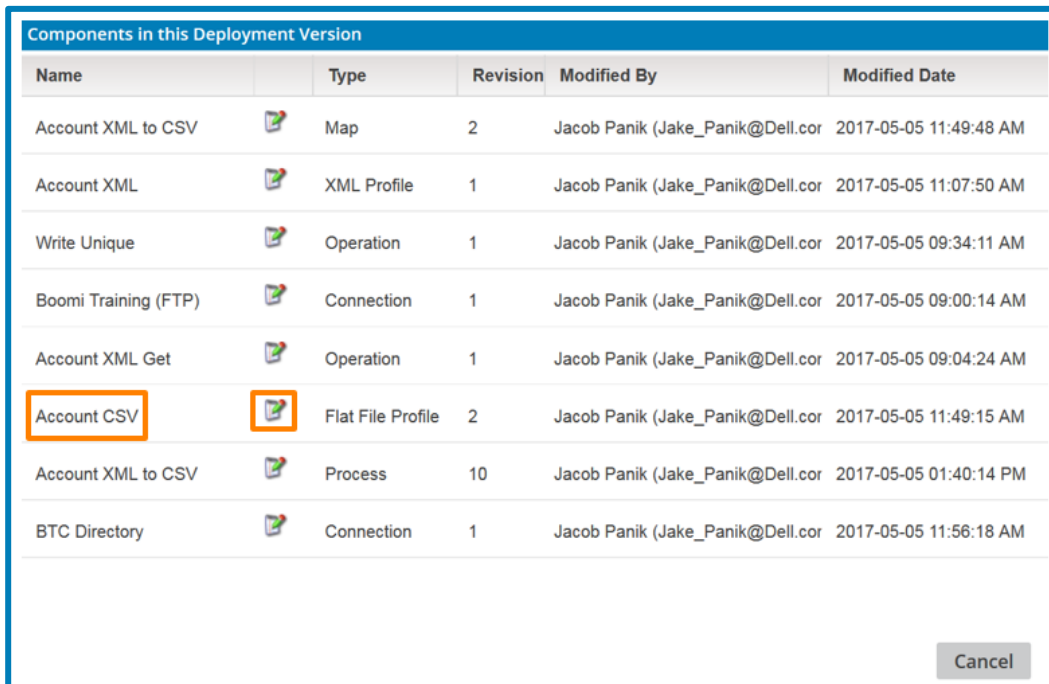 Components in this Deployment Version
Name Type Revision Modified By Modified Date
Account XML to CSV Map 2 Jacob Panik (Jake_Panik@Dell.cor 2017-05-05 11:49:48 AM
Account XML XML Profile 1 Jacob Panik (Jake_Panik@Dell.cor 2017-05-05 11:07:50 AM
Write Unique Operation 1 Jacob Panik (Jake_Panik@Dell.cor 2017-05-05 09:34:11 AM
Boomi Training (FTP) Connection 1 Jacob Panik (Jake_Panik@Dell.cor 2017-05-05 09:00:14 AM
Account XML Get Operation 1 Jacob Panik (Jake_Panik@Dell.cor 2017-05-05 09:04:24 AM
Account CSV Flat File Profile 2 Jacob Panik (Jake_Panik@Dell.cor 2017-05-05 11:49:15 AM
Account XML to CSV Process 10 Jacob Panik (Jake_Panik@Dell.cor 2017-05-05 01:40:14 PM
BTC Directory Connection 1 Jacob Panik (Jake_Panik@Dell.cor 2017-05-05 11:56:18 AM
Cancel